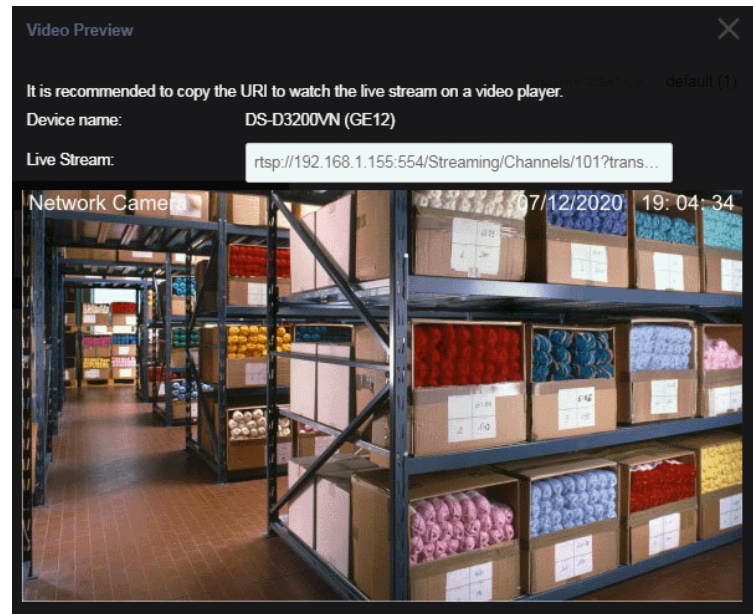 Video Preview
default (1)
It is recommended to copy the URI to watch the live stream on a video player.
Device name: DS-D3200VN (GE12)
Live Stream: rtsp://192.168.1.155:554/Streaming/Channels/101?trans...
Network Camera 07/12/2020 19: 04: 34